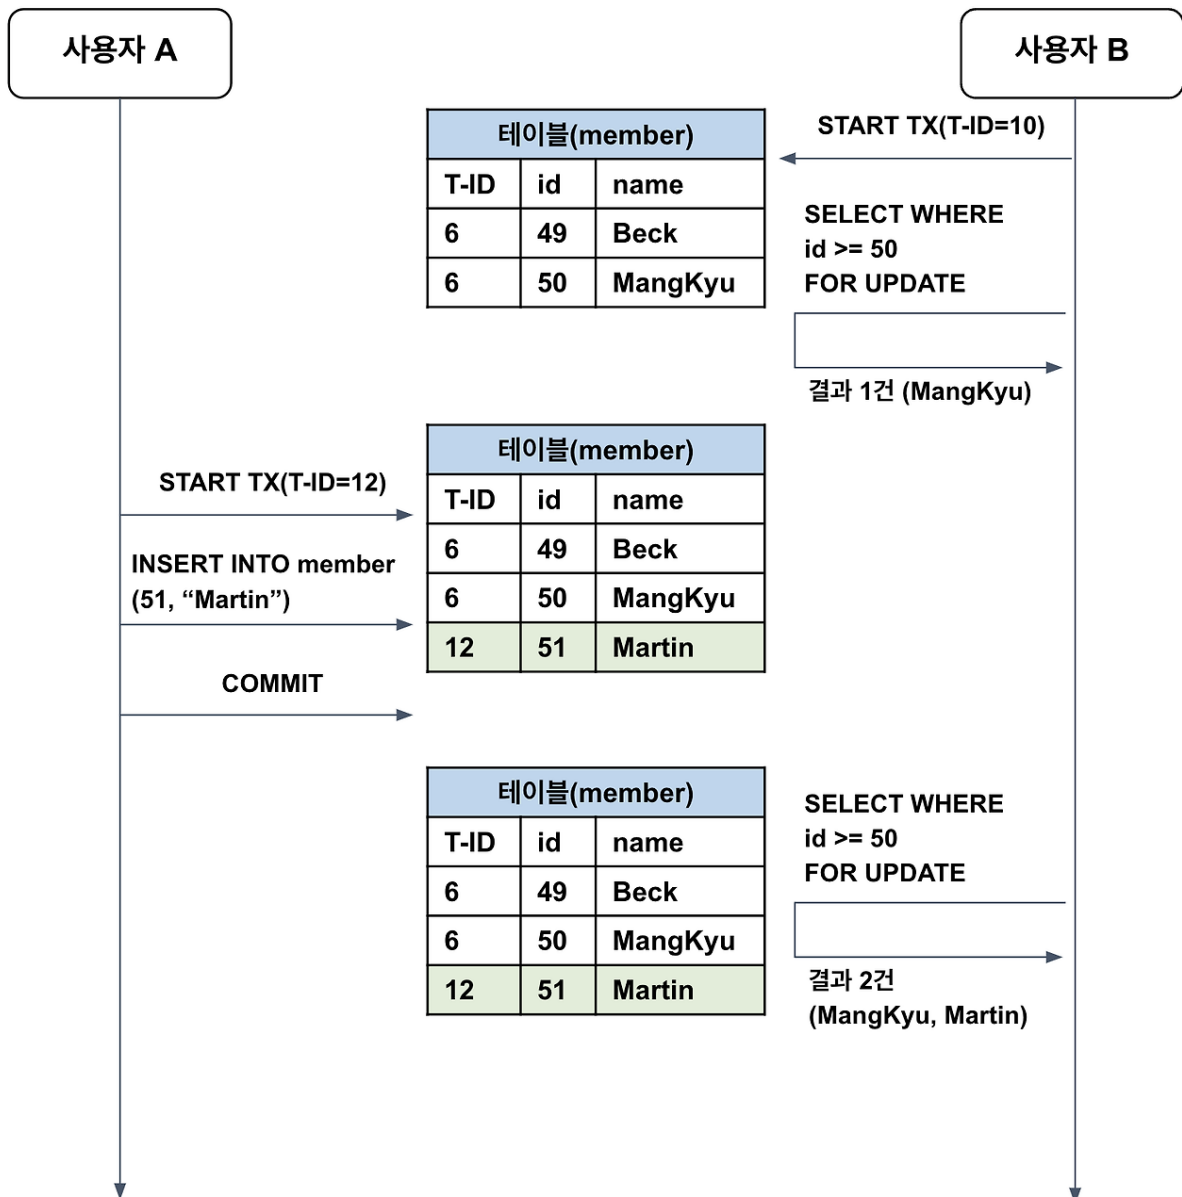 사용자 A
사용자 B
테이블(member)
T-ID id name
6 49 Beck
6 50 MangKyu
START TX(T-ID=10)
SELECT WHERE
id >= 50
FOR UPDATE
결과 1건 (MangKyu)
START TX(T-ID=12)
INSERT INTO member
(51, “Martin”)
COMMIT
테이블(member)
T-ID id name
6 49 Beck
6 50 MangKyu
12 51 Martin
테이블(member)
T-ID id name
6 49 Beck
6 50 MangKyu
12 51 Martin
SELECT WHERE
id >= 50
FOR UPDATE
결과 2건
(MangKyu, Martin)